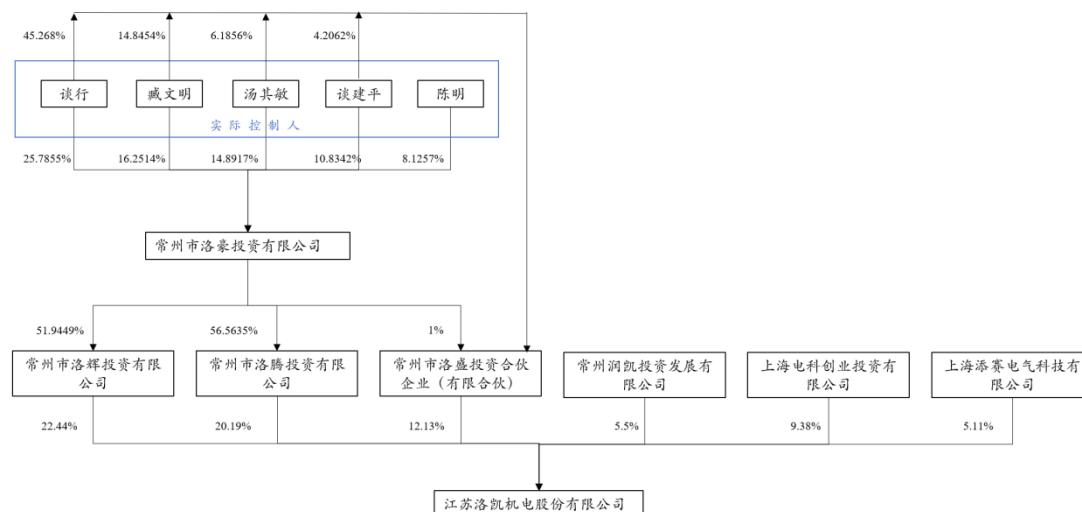 45.268%
14.8454%
6.1856%
4.2062%
谈行
臧文明
汤其敏
谈建平
陈明
实际控制人
25.7855%
16.2514%
14.8917%
10.8342%
8.1257%
常州市洛豪投资有限公司
51.9449%
56.5635%
1%
常州市洛辉投资有限
公司
常州市洛腾投资有限
公司
常州市洛盛投资合伙
企业（有限合伙）
常州润凯投资发展有
限公司
上海电科创业投资有
限公司
上海添赛电气科技有
限公司
22.44%
20.19%
12.13%
5.5%
9.38%
5.11%
江苏洛凯机电股份有限公司